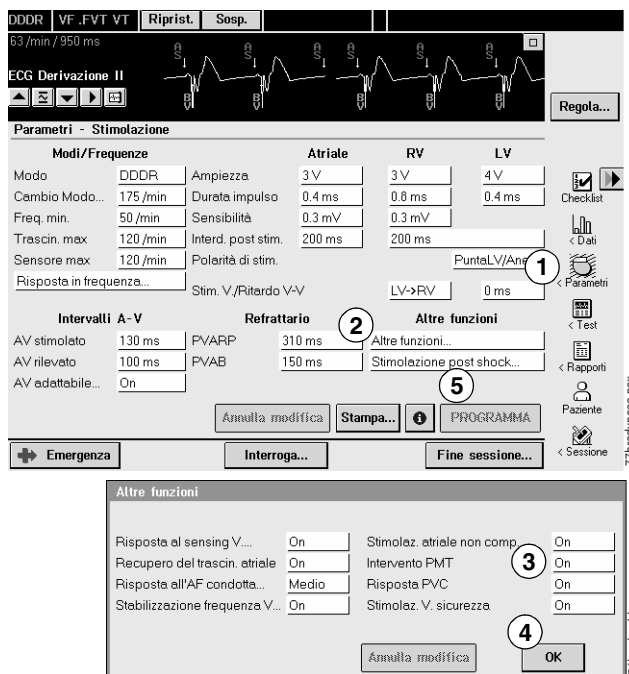 DDDR VF .FVT VT Riprist. Sosp.
63 /min / 950 ms
ECG Derivazione II
A S A S A S A S A S
B V B V B V B V
Regola...
Parametri - Stimolazione
Modi/Frequenze Atriale RV LV
Modo DDDR Ampiezza 3 V 3 V 4 V
Cambio Modo... 175 /min Durata impulso 0.4 ms 0.8 ms 0.4 ms
Freq. min. 50 /min Sensibilità 0.3 mV 0.3 mV
Trascin. max 120 /min Interd. post stim. 200 ms 200 ms
Sensore max 120 /min Polarità di stim. PuntaLV/Ane
Risposta in frequenza...
Stim. V./Ritardo V-V LV->RV 0 ms
Intervalli A-V Refrattario Altre funzioni
AV stimolato 130 ms PVARP 310 ms Altre funzioni...
AV rilevato 100 ms PVAB 150 ms Stimolazione post shock...
AV adattabile... On
Annulla modifica Stampa... PROGRAMMA
Emergenza Interroga... Fine sessione...
Checklist
< Dati
< Parametri
< Test
< Rapporti
Paziente
< Sessione
1
2
5
Altre funzioni
Risposta al sensing V.... On Stimolaz. atriale non comp. On
Recupero del trascin. atriale On Intervento PMT On
Risposta all'AF condotta... Medio Risposta PVC On
Stabilizzazione frequenza V... On Stimolaz. V. sicurezza On
3
4
Annulla modifica OK